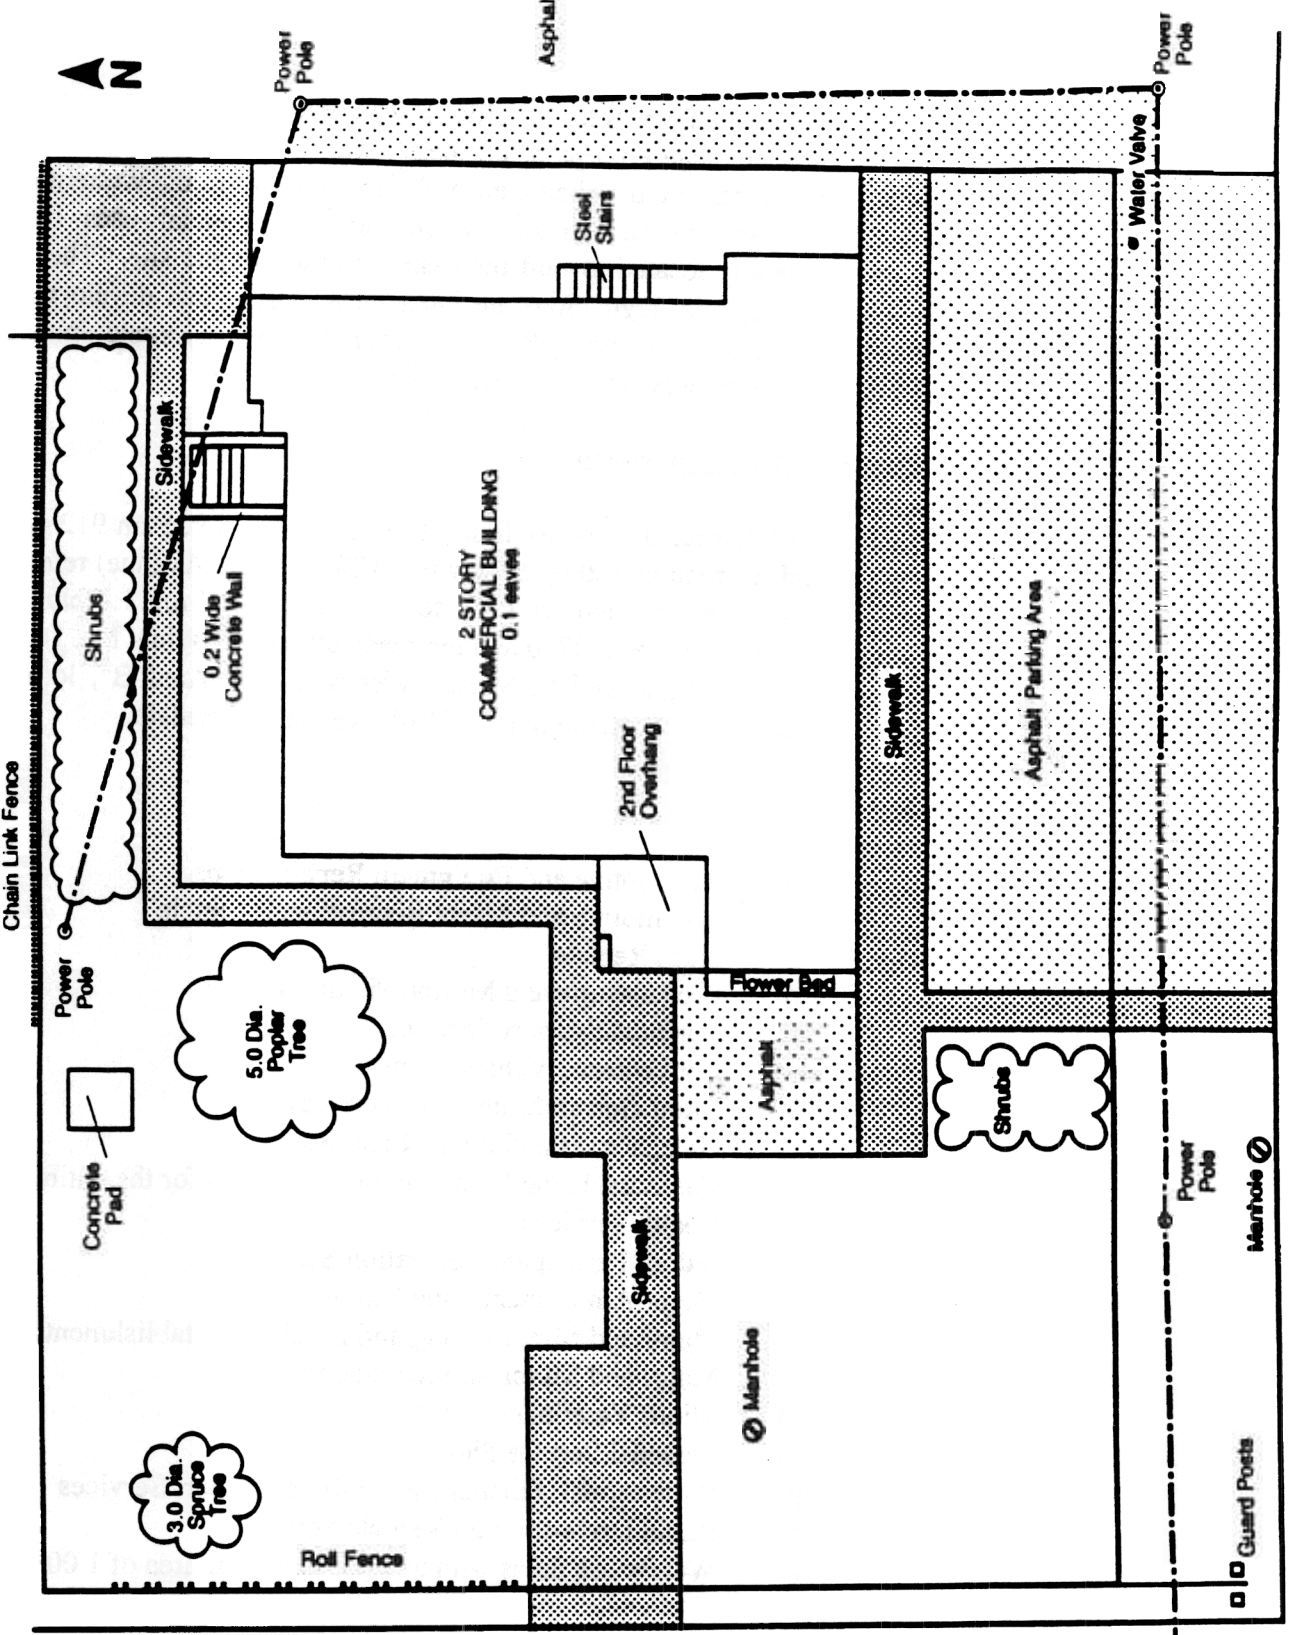 N
Power
Pole
Asphal
Power
Pole
Water Valve
Steel
Stairs
Sidewalk
Shrubs
0.2 Wide
Concrete Wall
2 STORY
COMMERCIAL BUILDING
0.1 eaves
Asphalt Parking Area
Sidewalk
2nd Floor
Overhang
Chain Link Fence
Power
Pole
Flower Bed
5.0 Dia.
Poplar
Tree
Asphalt
Shrubs
Concrete
Pad
Power
Pole
Manhole
Sidewalk
Manhole
3.0 Dia.
Spruce
Tree
Roll Fence
Guard Posts